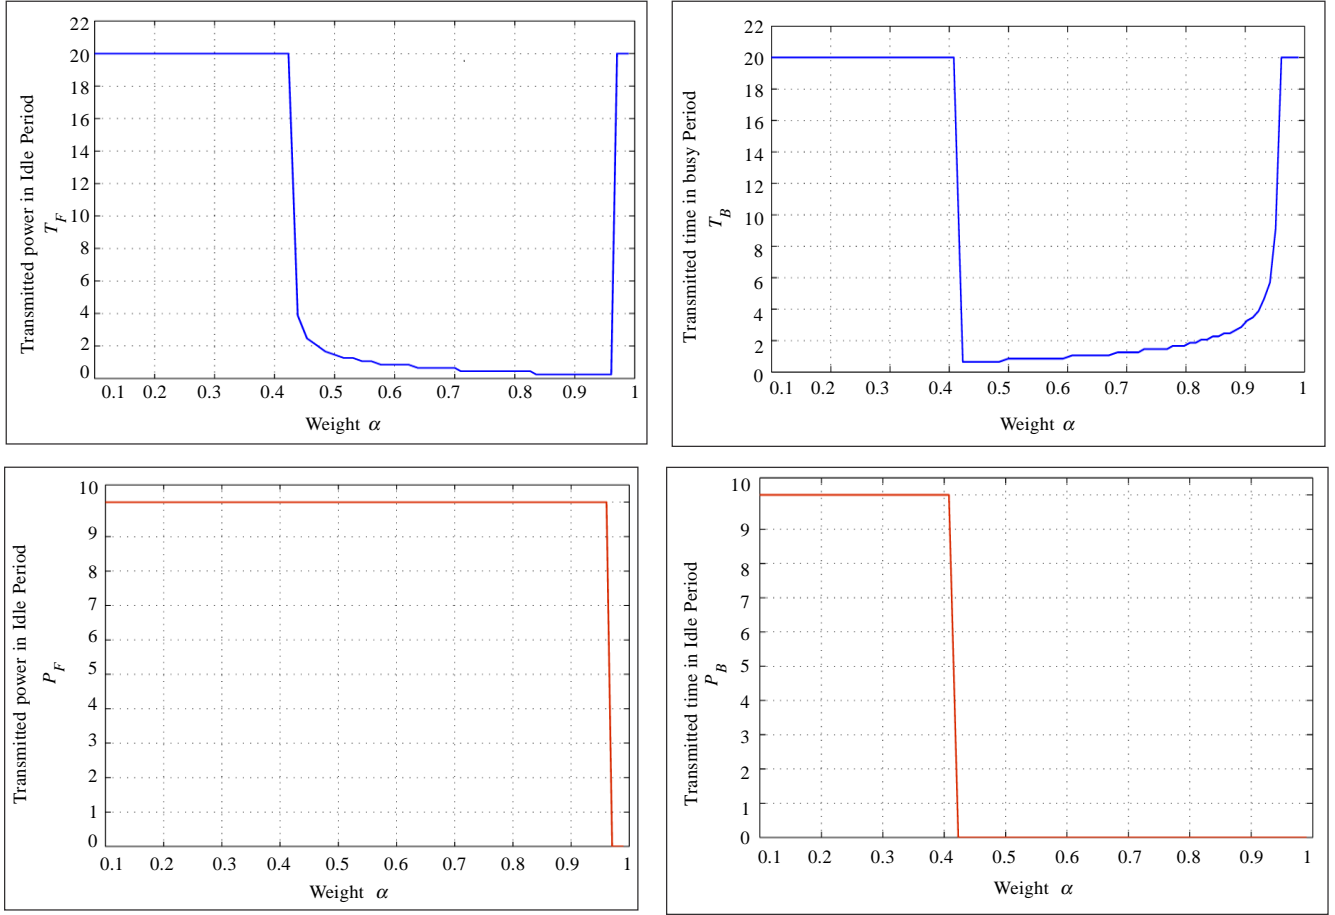 22
20
18
16
14
12
10
8
6
4
2
0
Transmitted power in Idle Period
T_F
0.1 0.2 0.3 0.4 0.5 0.6 0.7 0.8 0.9 1
Weight α
22
20
18
16
14
12
10
8
6
4
2
0
Transmitted time in busy Period
T_B
0.1 0.2 0.3 0.4 0.5 0.6 0.7 0.8 0.9 1
Weight α
10
9
8
7
6
5
4
3
2
1
0
Transmitted power in Idle Period
P_F
0.1 0.2 0.3 0.4 0.5 0.6 0.7 0.8 0.9 1
Weight α
10
9
8
7
6
5
4
3
2
1
0
Transmitted time in Idle Period
P_B
0.1 0.2 0.3 0.4 0.5 0.6 0.7 0.8 0.9 1
Weight α